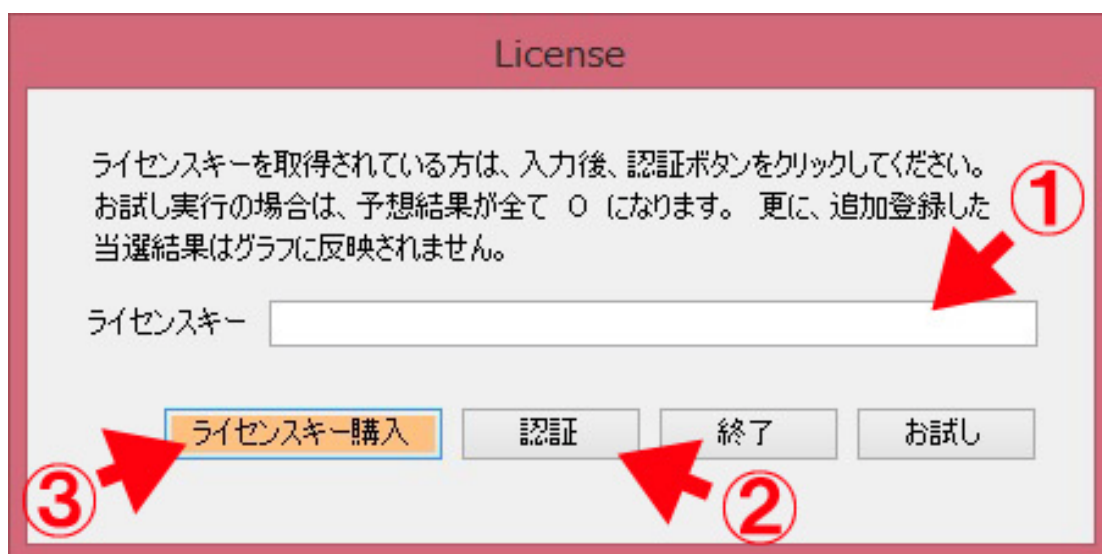 License
ライセンスキーを取得されている方は、入力後、認証ボタンをクリックしてください。
お試し実行の場合は、予想結果が全て 0 になります。 更に、追加登録した
当選結果はグラフに反映されません。
①
ライセンスキー
ライセンスキー購入 認証 終了 お試し
③ ②